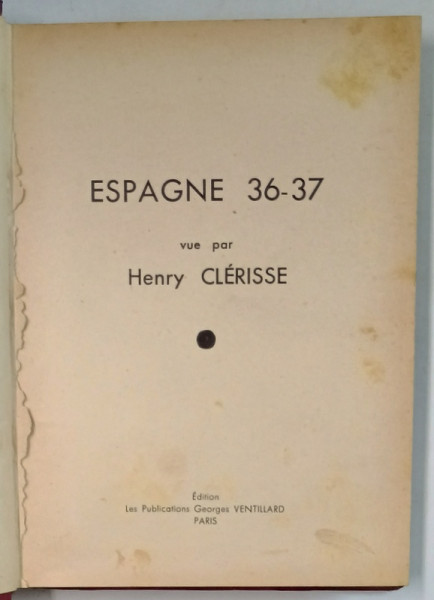 ESPAGNE 36-37
vue par
Henry CLÉRISSE
Édition
Les Publications Georges VENTILLARD
PARIS